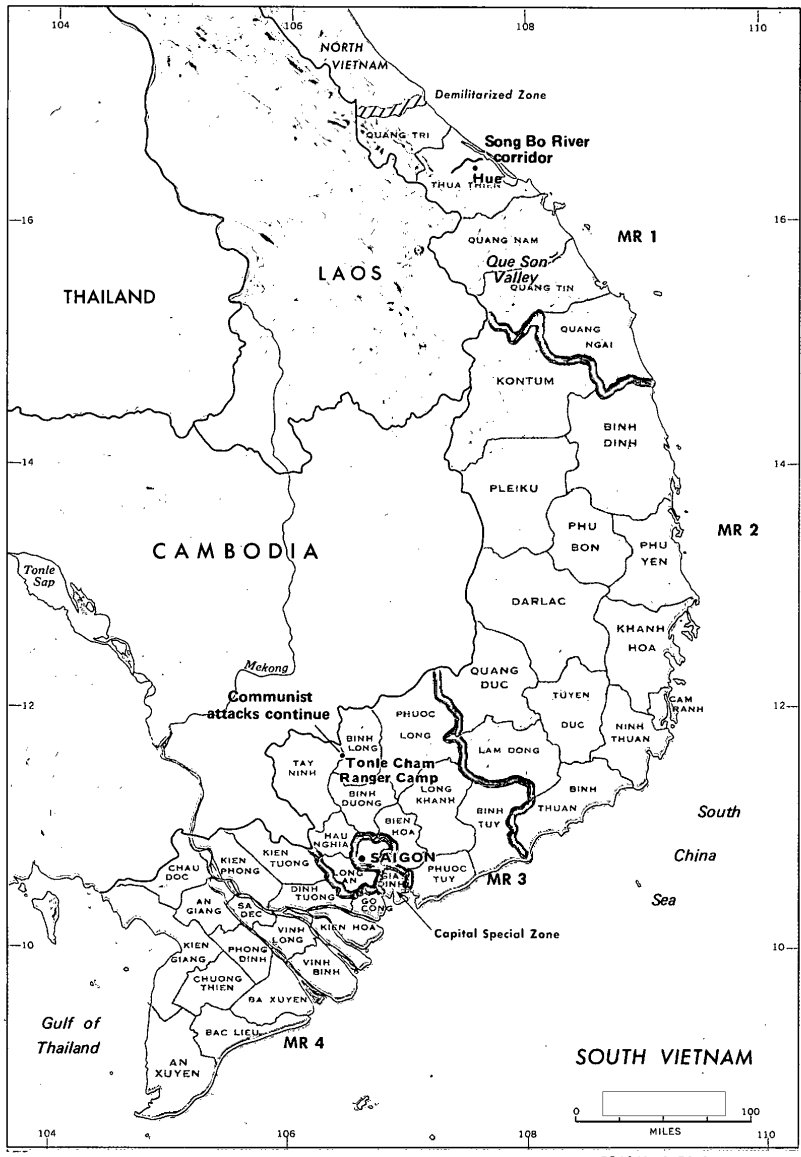 104
106
108
110
NORTH
VIETNAM
Demilitarized Zone
QUANG TRI
Song Bo River
corridor
Hue
THUA THIEN
16
16
MR 1
QUANG NAM
Que Son
Valley
QUANG TIN
LAOS
THAILAND
QUANG
NGAI
KONTUM
BINH
DINH
14
14
PLEIKU
PHU
BON
PHU
YEN
MR 2
CAMBODIA
Tonle
Sap
DARLAC
KHANH
HOA
Mekong
QUANG
DUC
TUYEN
DUC
CAM
RANH
12
12
Communist
attacks continue
PHUOC
LONG
NINH
THUAN
BINH
LONG
LAM DONG
TAY
NINH
Tonle Cham
Ranger Camp
BINH
THUAN
LONG
KHANH
BINH
DUONG
BINH
TUY
BIEN
HOA
South
China
Sea
HAU
NGHIA
SAIGON
KIEN
TUONG
KIEN
PHONG
CHAU
DOC
LONG
AN
GIA
DINH
PHUOC
TUY
MR 3
DINH
TUONG
GO
CONG
AN
GIANG
SA
DEC
Capital Special Zone
KIEN HOA
VINH
LONG
10
10
KIEN
GIANG
PHONG
DINH
VINH
BINH
CHUONG
THIEN
BA XUYEN
Gulf of
Thailand
BAC LIEU
MR 4
AN
XUYEN
SOUTH VIETNAM
0
100
MILES
104
106
108
110